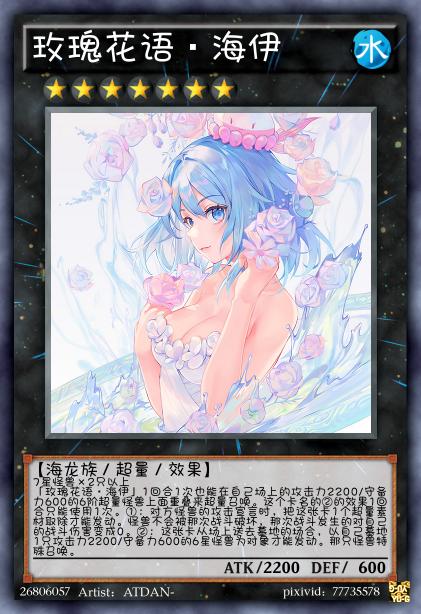 玫瑰花语·海伊
水
【海龙族 / 超量 / 效果】
7星怪兽×2只以上
「玫瑰花语·海伊」1回合1次也能在自己场上的攻击力2200/守备
力600的6阶超量怪兽上面重叠来超量召唤。这个卡名的②的效果1回
合只能使用1次。①：对方怪兽的攻击宣言时，把这张卡1个超量素
材取除才能发动。怪兽不会被那次战斗破坏，那次战斗发生的对自己
的战斗伤害变成0。②：这张卡从场上送去墓地的场合，以自己墓地
1只攻击力2200/守备力600的6星怪兽为对象才能发动。那只怪兽特
殊召唤。
ATK/2200 DEF/ 600
26806057 Artist: ATDAN- pixivid: 77735578